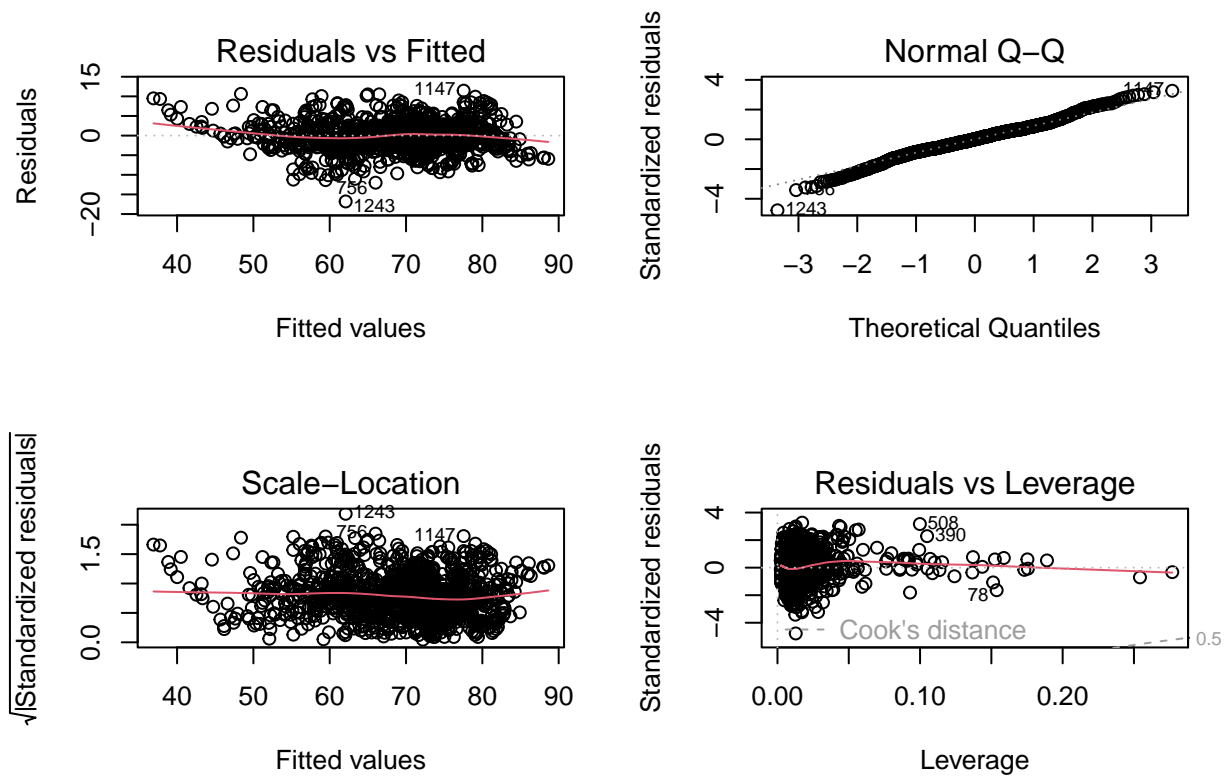 Residuals vs Fitted
Residuals
15
0
−20
1147
756
1243
40 50 60 70 80 90
Fitted values
Normal Q−Q
Standardized residuals
4
0
−4
1147
756
1243
−3 −2 −1 0 1 2 3
Theoretical Quantiles
Scale−Location
√|Standardized residuals|
1.5
0.0
1243
756
1147
40 50 60 70 80 90
Fitted values
Residuals vs Leverage
Standardized residuals
4
0
−4
508
390
78
Cook's distance
0.5
0.00 0.10 0.20
Leverage